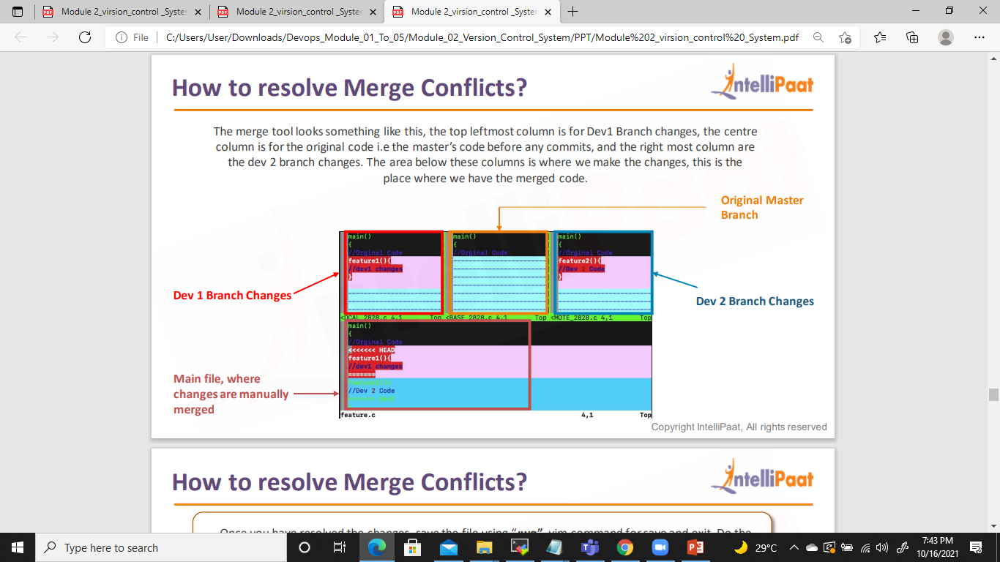 Module 2_virsion_control _System
Module 2_virsion_control _System
Module 2_virsion_control _System
File
C:/Users/User/Downloads/Devops_Module_01_To_05/Module_02_Version_Control_System/PPT/Module%202_virsion_control%20_System.pdf
How to resolve Merge Conflicts?
IntelliPaat
The merge tool looks something like this, the top leftmost column is for Dev1 Branch changes, the centre
column is for the original code i.e the master's code before any commits, and the right most column are
the dev 2 branch changes. The area below these columns is where we make the changes, this is the
place where we have the merged code.
Original Master
Branch
main()
{
//Orginal Code
feature1(){
//dev1 changes
}
main()
{
//Orginal Code
main()
{
//Orginal Code
feature2(){
//Dev 2 Code
}
Dev 1 Branch Changes
Dev 2 Branch Changes
<OCAL_2828.c 4,1 Top <BASE_2828.c 4,1 Top <MOTE_2828.c 4,1 Top
main()
{
//Orginal Code
<<<<<<< HEAD
feature1(){
//dev1 changes
=======
//Dev 2 Code
Main file, where
changes are manually
merged
feature.c 4,1 Top
Copyright IntelliPaat, All rights reserved
How to resolve Merge Conflicts?
IntelliPaat
Once you have resolved the changes, save the file using ":wq", vim command for save and exit. Do the
Type here to search
29°C
7:43 PM
10/16/2021